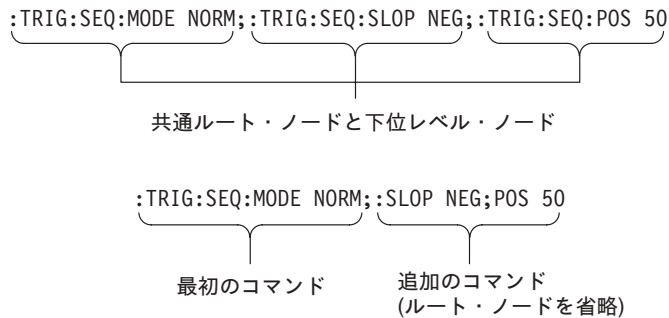 :TRIG:SEQ:MODE NORM;:TRIG:SEQ:SLOP NEG;:TRIG:SEQ:POS 50
共通ルート・ノードと下位レベル・ノード
:TRIG:SEQ:MODE NORM;:SLOP NEG;POS 50
最初のコマンド
追加のコマンド
(ルート・ノードを省略)